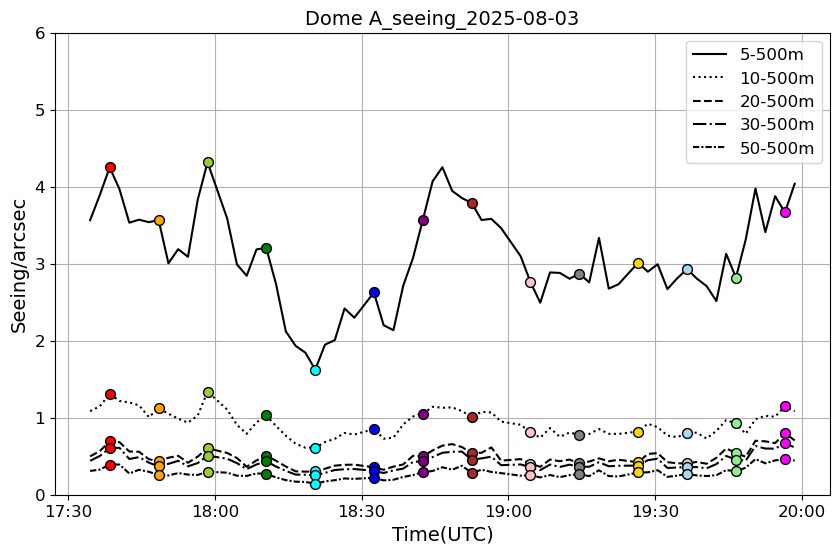 Dome A_seeing_2025-08-03
Seeing/arcsec
6
5
4
3
2
1
0
5-500m
10-500m
20-500m
30-500m
50-500m
17:30 18:00 18:30 19:00 19:30 20:00
Time(UTC)